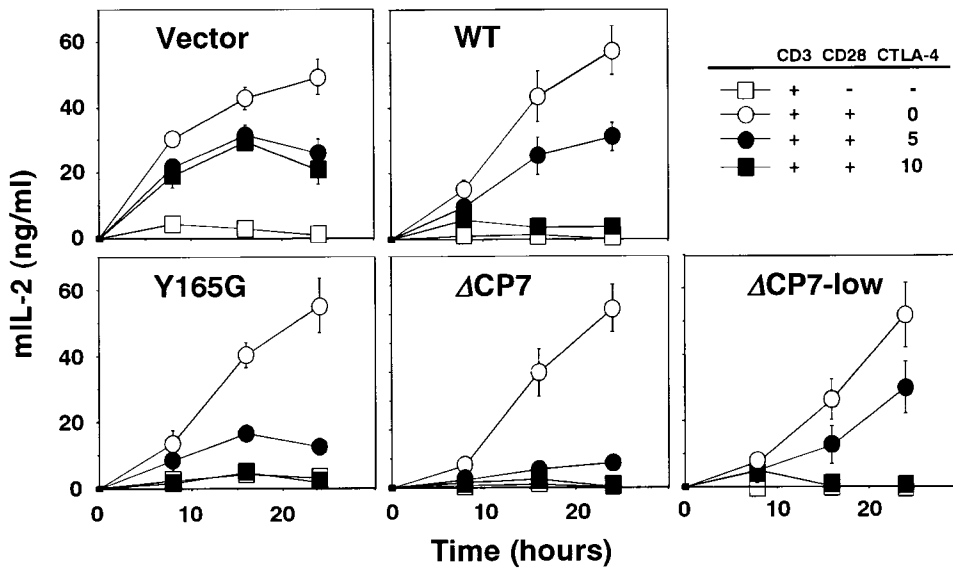 Vector
WT
CD3 CD28 CTLA-4
+ - -
+ + 0
+ + 5
+ + 10
60
40
20
0
Y165G
ΔCP7
ΔCP7-low
60
40
20
0
0 10 20
0 10 20
0 10 20
mIL-2 (ng/ml)
Time (hours)